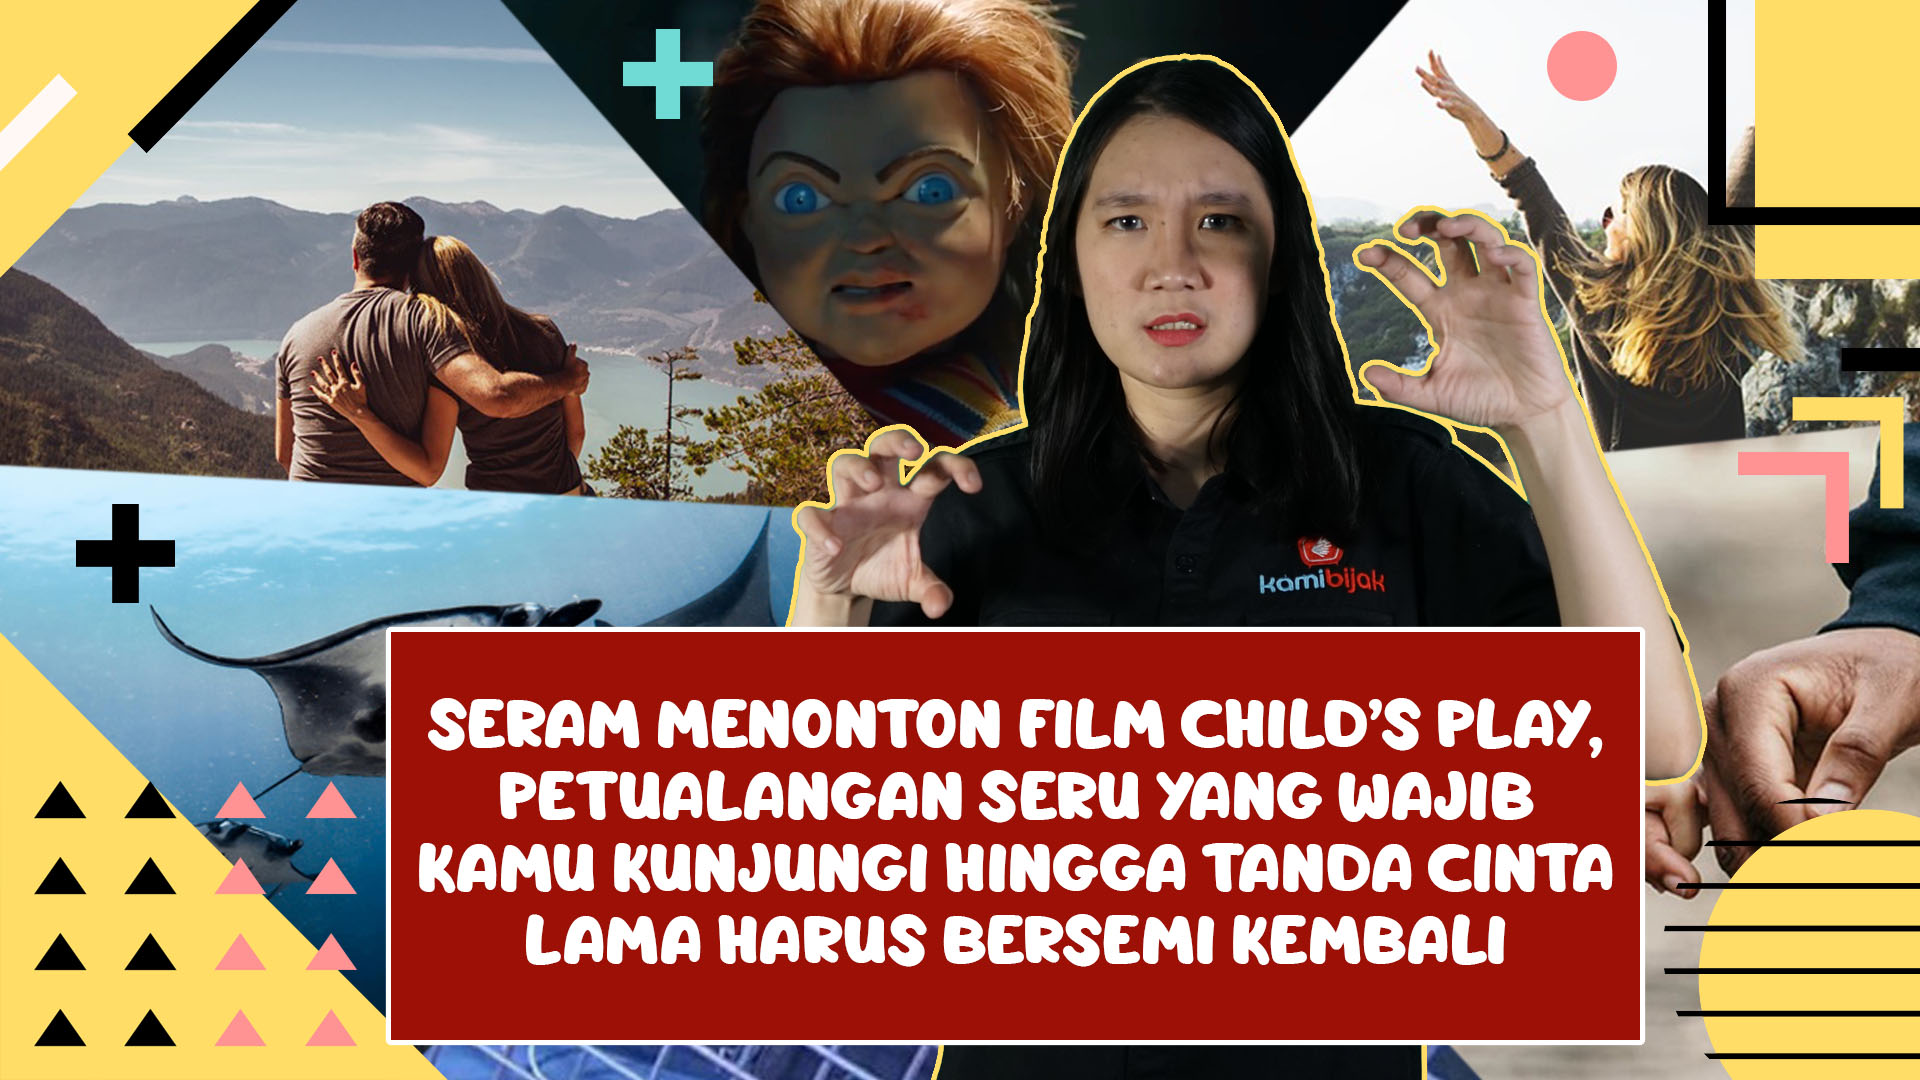 kamibijak
SERAM MENONTON FILM CHILD'S PLAY,
PETUALANGAN SERU YANG WAJIB
KAMU KUNJUNGI HINGGA TANDA CINTA
LAMA HARUS BERSEMI KEMBALI